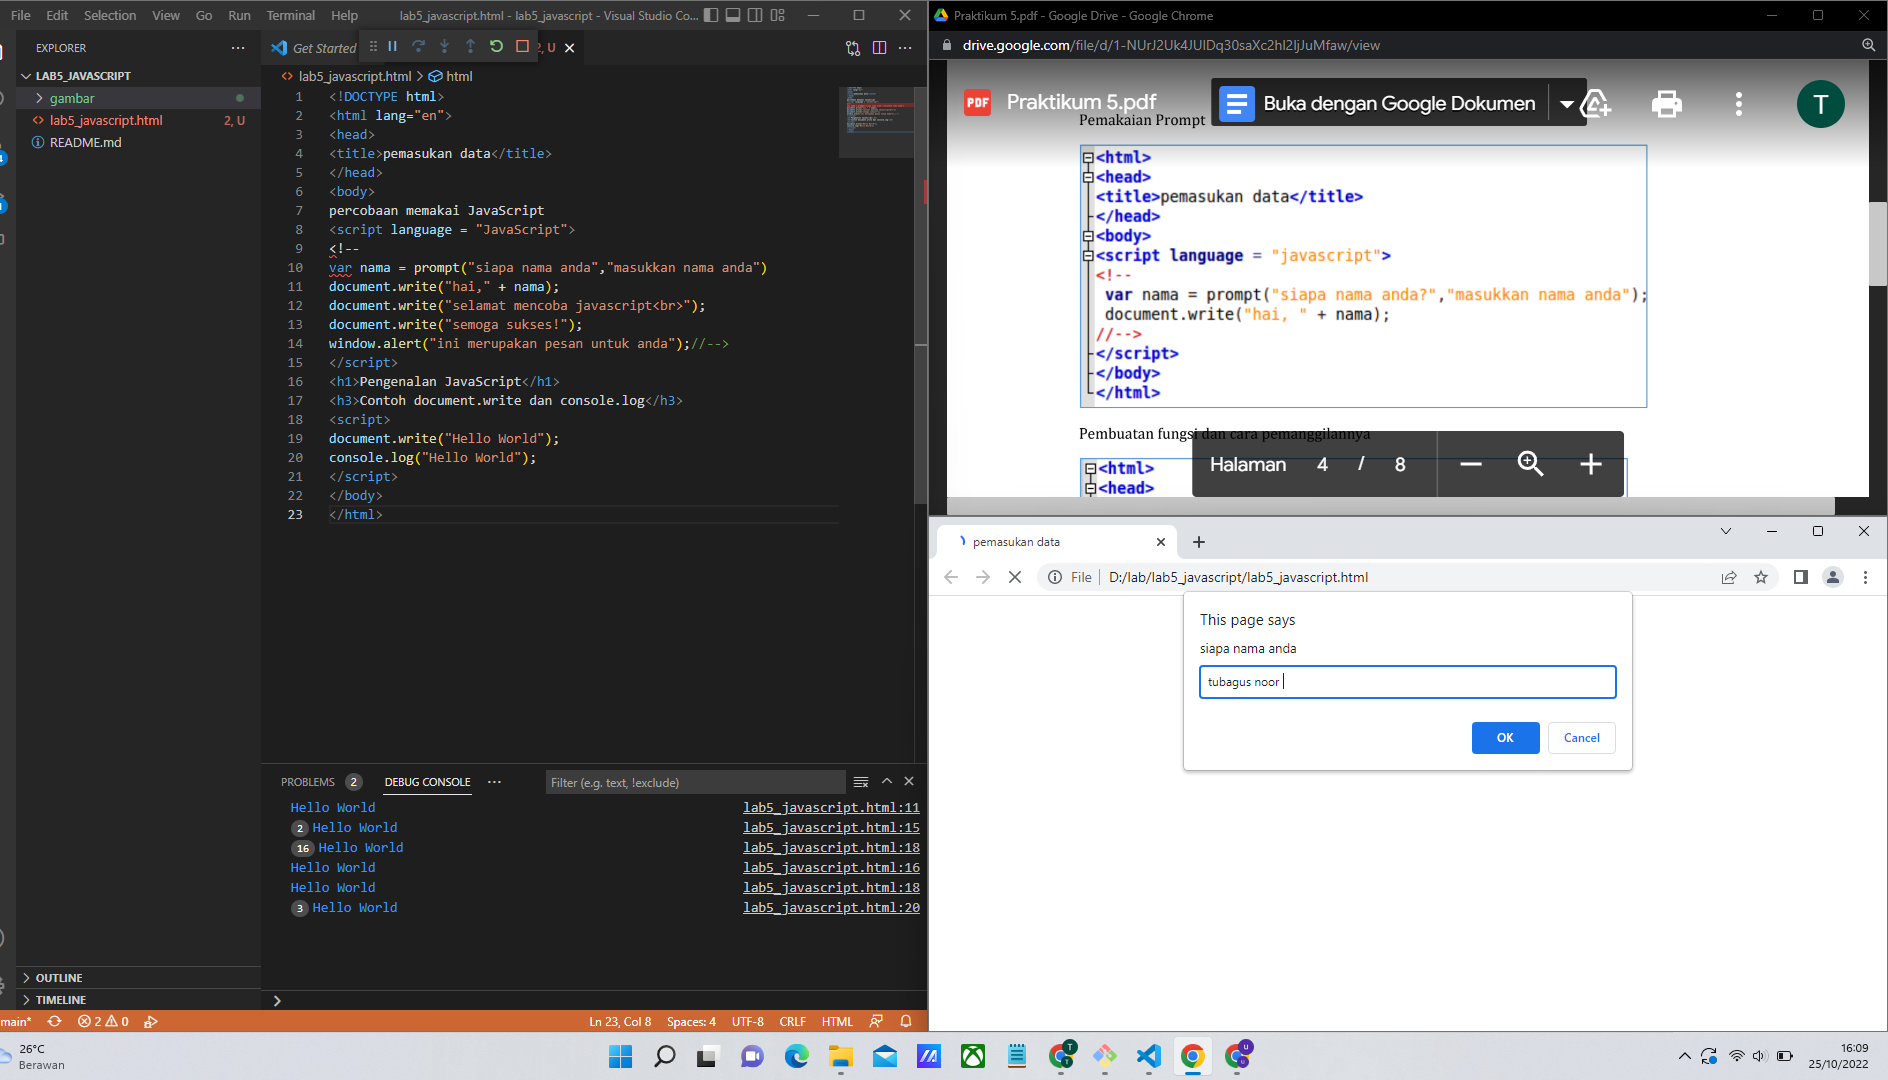 File Edit Selection View Go Run Terminal Help lab5_javascript.html - lab5_javascript - Visual Studio Co...
EXPLORER
LAB5_JAVASCRIPT
gambar
lab5_javascript.html 2, U
README.md
OUTLINE
TIMELINE
Get Started 2, U
lab5_javascript.html > html
1 <!DOCTYPE html>
2 <html lang="en">
3 <head>
4 <title>pemasukan data</title>
5 </head>
6 <body>
7 percobaan memakai JavaScript
8 <script language = "JavaScript">
9 <!--
10 var nama = prompt("siapa nama anda","masukkan nama anda")
11 document.write("hai," + nama);
12 document.write("selamat mencoba javascript<br>");
13 document.write("semoga sukses!");
14 window.alert("ini merupakan pesan untuk anda");//-->
15 </script>
16 <h1>Pengenalan JavaScript</h1>
17 <h3>Contoh document.write dan console.log</h3>
18 <script>
19 document.write("Hello World");
20 console.log("Hello World");
21 </script>
22 </body>
23 </html>
PROBLEMS 2 DEBUG CONSOLE Filter (e.g. text, !exclude)
Hello World lab5_javascript.html:11
2 Hello World lab5_javascript.html:15
16 Hello World lab5_javascript.html:18
Hello World lab5_javascript.html:16
Hello World lab5_javascript.html:18
3 Hello World lab5_javascript.html:20
main* 2 0 Ln 23, Col 8 Spaces: 4 UTF-8 CRLF HTML
Praktikum 5.pdf - Google Drive - Google Chrome
drive.google.com/file/d/1-NUrJ2Uk4JUIDq30saXc2hl2IjJuMfaw/view
PDF Praktikum 5.pdf Buka dengan Google Dokumen T
Pemakaian Prompt
<html>
<head>
<title>pemasukan data</title>
</head>
<body>
<script language = "javascript">
<!--
var nama = prompt("siapa nama anda?","masukkan nama anda");
document.write("hai, " + nama);
//-->
</script>
</body>
</html>
Pembuatan fungsi dan cara pemanggilannya
<html>
<head>
Halaman 4 / 8
pemasukan data
File D:/lab/lab5_javascript/lab5_javascript.html
This page says
siapa nama anda
tubagus noor
OK Cancel
26°C
Berawan
16:09
25/10/2022